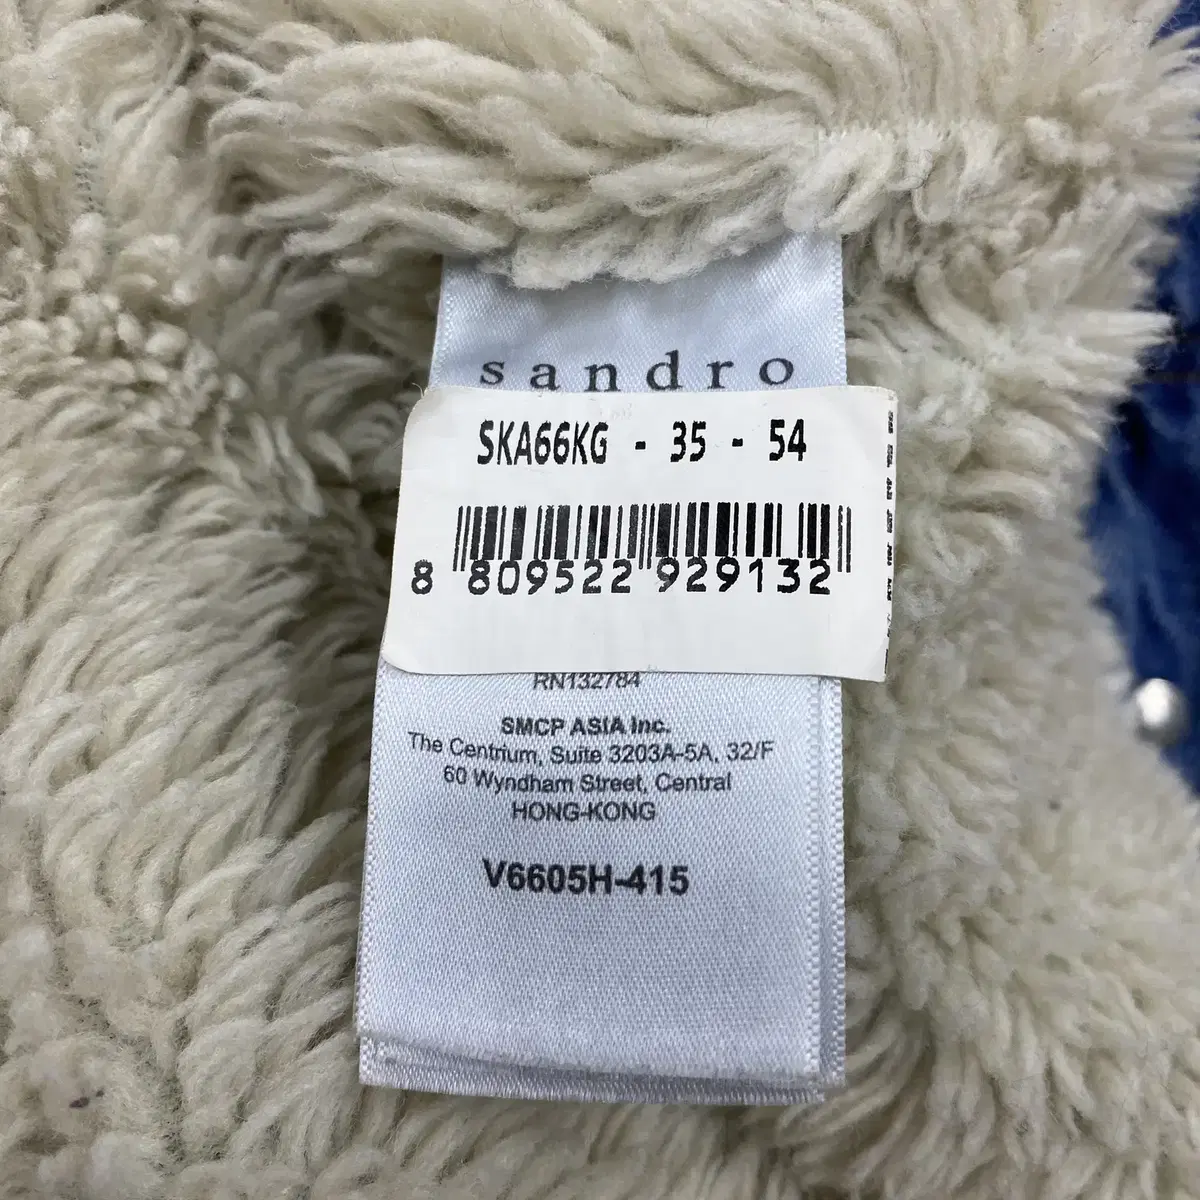 sandro
SKA66KG - 35 - 54
8 809522 929132
RN132784
SMCP ASIA Inc.
The Centrium, Suite 3203A-5A, 32/F
60 Wyndham Street, Central
HONG-KONG
V6605H-415